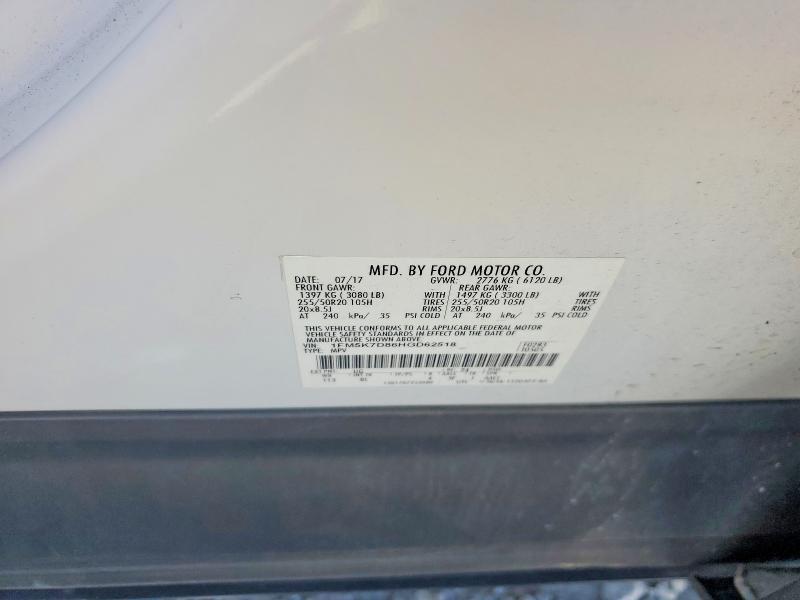 MFD. BY FORD MOTOR CO.
DATE: 07/17 GVWR: 2776 KG ( 6120 LB)
FRONT GAWR: REAR GAWR:
1397 KG ( 3080 LB) WITH 1497 KG ( 3300 LB) WITH
255/50R20 105H TIRES 255/50R20 105H TIRES
20x8.5J RIMS 20x8.5J RIMS
AT 240 kPa/ 35 PSI COLD AT 240 kPa/ 35 PSI COLD
THIS VEHICLE CONFORMS TO ALL APPLICABLE FEDERAL MOTOR
VEHICLE SAFETY STANDARDS IN EFFECT ON THE DATE OF
MANUFACTURE SHOWN ABOVE.
VIN: 1FM5K7D86HGD62518
TYPE: MPV
EXT PNT:
113